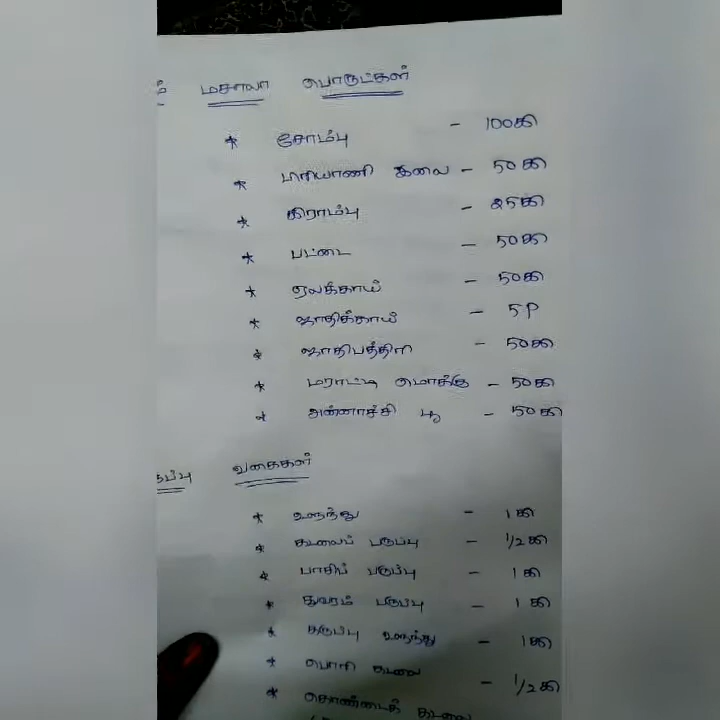 மசாலா பொருட்கள்
* சோம்பு - 100கி
* பிரியாணி இலை - 50கி
* கிராம்பு - 25கி
* பட்டை - 50கி
* ஏலக்காய் - 50கி
* ஜாதிக்காய் - 5P
* ஜாதிபத்திரி - 50கி
* மராட்டி மொக்கு - 50கி
* அன்னாச்சி பூ - 50கி
வகைகள்
* உளுந்து - 1கி
* கடலைப் பருப்பு - 1/2கி
* பாசிப் பருப்பு - 1கி
* துவரம் பருப்பு - 1கி
* கருப்பு உளுந்து - 1கி
* பொரி கடலை - 1/2கி
* கொண்டைக் கடலை